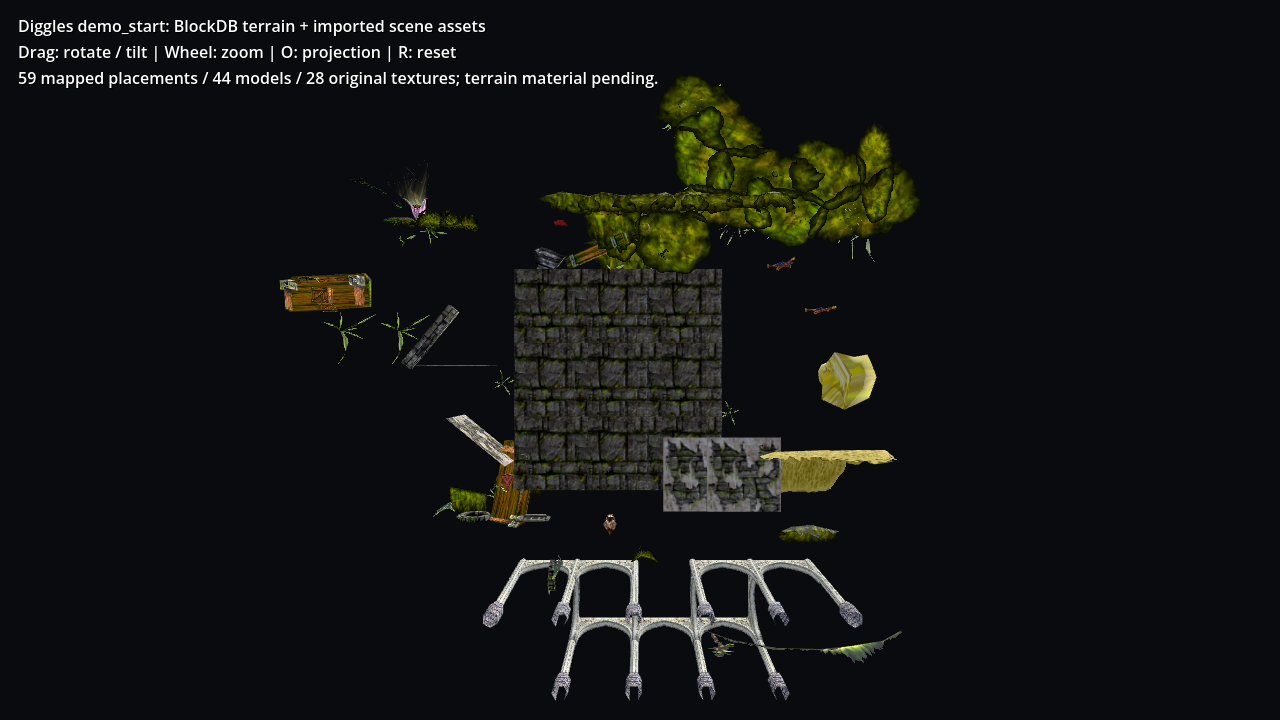 Diggles demo_start: BlockDB terrain + imported scene assets
Drag: rotate / tilt | Wheel: zoom | O: projection | R: reset
59 mapped placements / 44 models / 28 original textures; terrain material pending.